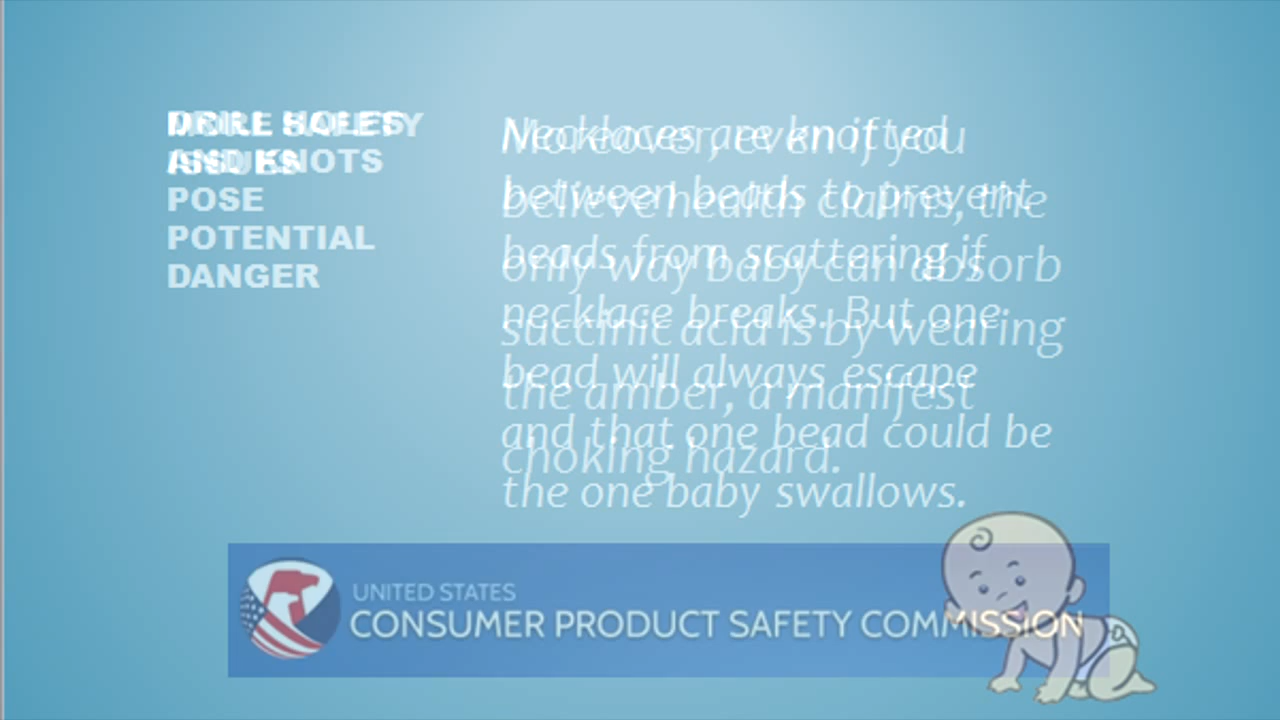 DRILL HOLES
AND KNOTS
POSE
POTENTIAL
DANGER
MORE SAFETY
ISSUES
Necklaces are knotted
between beads to prevent
beads from scattering if
necklace breaks. But one
bead will always escape
and that one bead could be
the one baby swallows.
Moreover, even if you
believe health claims, the
only way baby can absorb
succinic acid is by wearing
the amber, a manifest
choking hazard.
UNITED STATES
CONSUMER PRODUCT SAFETY COMMISSION